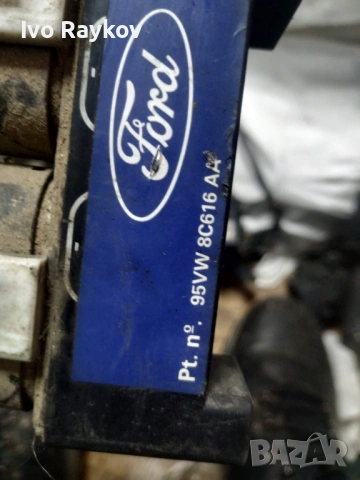 Ivo Raykov
Ford
Pt. nº. 95VW 8C616 AA
BAZAR